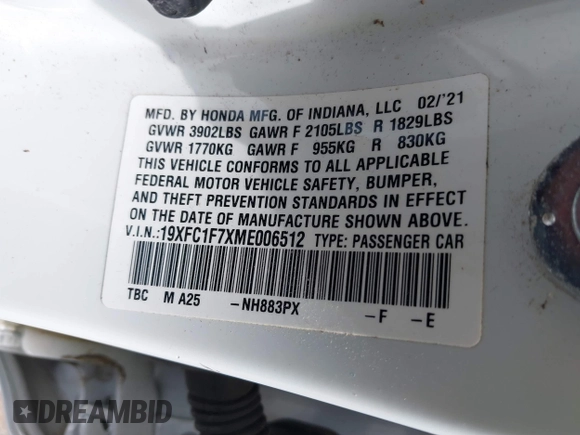 MFD. BY HONDA MFG. OF INDIANA, LLC 02/'21
GVWR 3902LBS GAWR F 2105LBS R 1829LBS
GVWR 1770KG GAWR F 955KG R 830KG
THIS VEHICLE CONFORMS TO ALL APPLICABLE
FEDERAL MOTOR VEHICLE SAFETY, BUMPER,
AND THEFT PREVENTION STANDARDS IN EFFECT
ON THE DATE OF MANUFACTURE SHOWN ABOVE.
V.I.N.:19XFC1F7XME006512 TYPE: PASSENGER CAR
TBC M A25 -NH883PX -F -E
DREAMBID